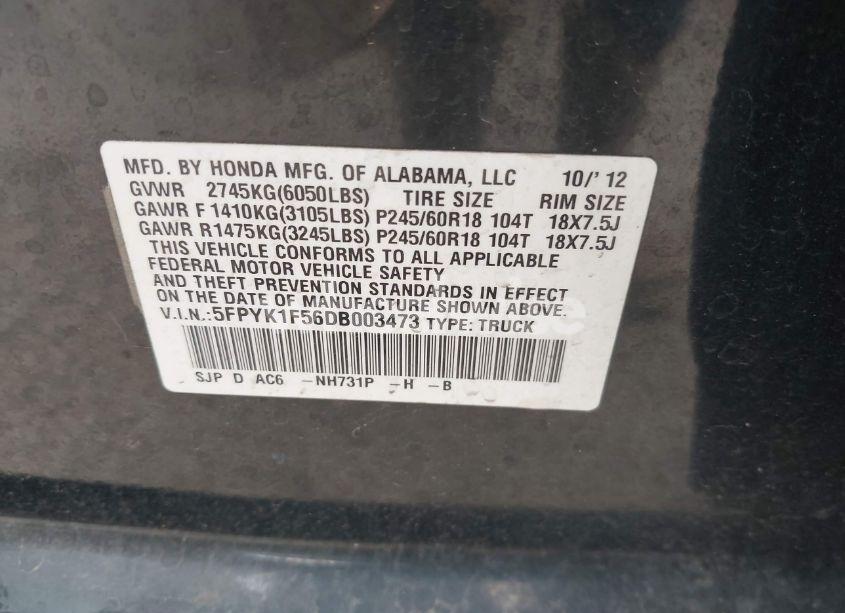 MFD. BY HONDA MFG. OF ALABAMA, LLC 10/' 12
GVWR 2745KG(6050LBS) TIRE SIZE RIM SIZE
GAWR F 1410KG(3105LBS) P245/60R18 104T 18X7.5J
GAWR R1475KG(3245LBS) P245/60R18 104T 18X7.5J
THIS VEHICLE CONFORMS TO ALL APPLICABLE
FEDERAL MOTOR VEHICLE SAFETY
AND THEFT PREVENTION STANDARDS IN EFFECT
ON THE DATE OF MANUFACTURE SHOWN ABOVE.
V.I.N.:5FPYK1F56DB003473 TYPE: TRUCK
SJP D AC6 -NH731P -H -B